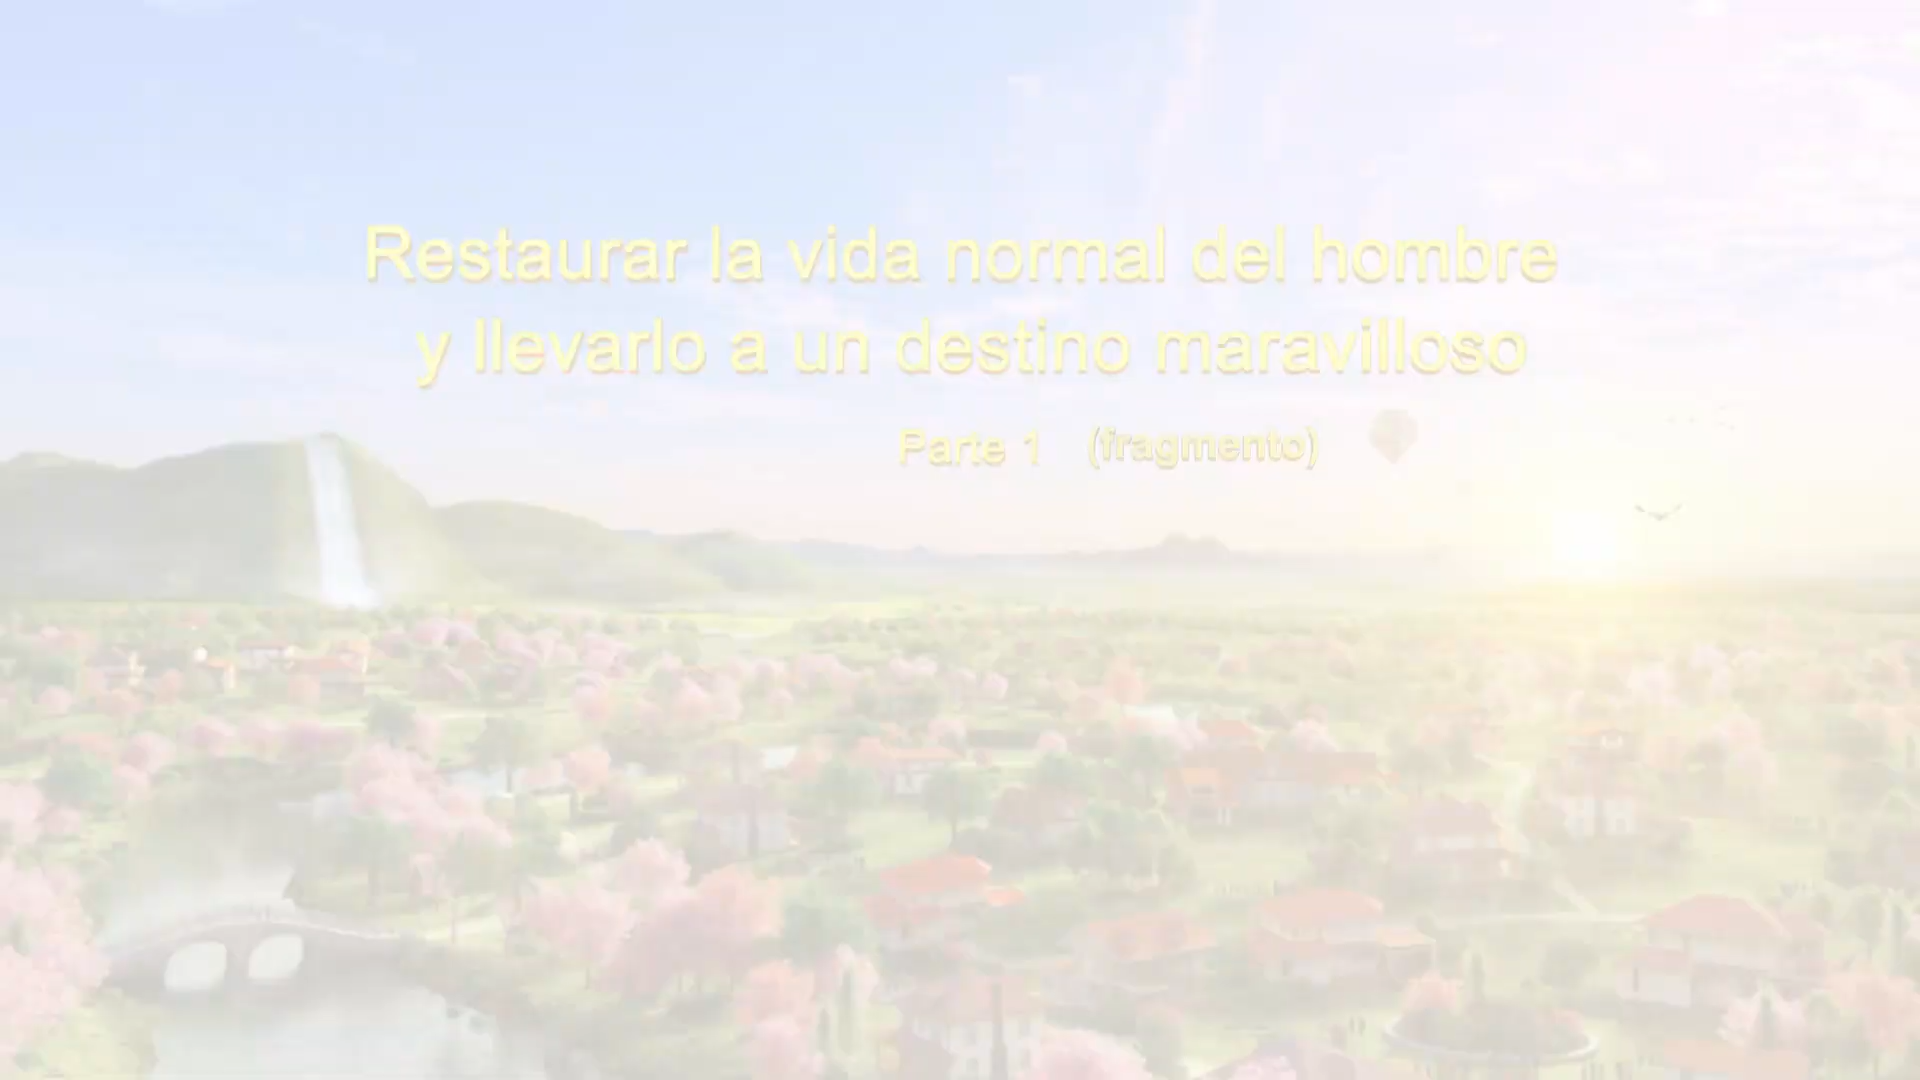 Restaurar la vida normal del hombre
y llevarlo a un destino maravilloso
Parte 1 (fragmento)